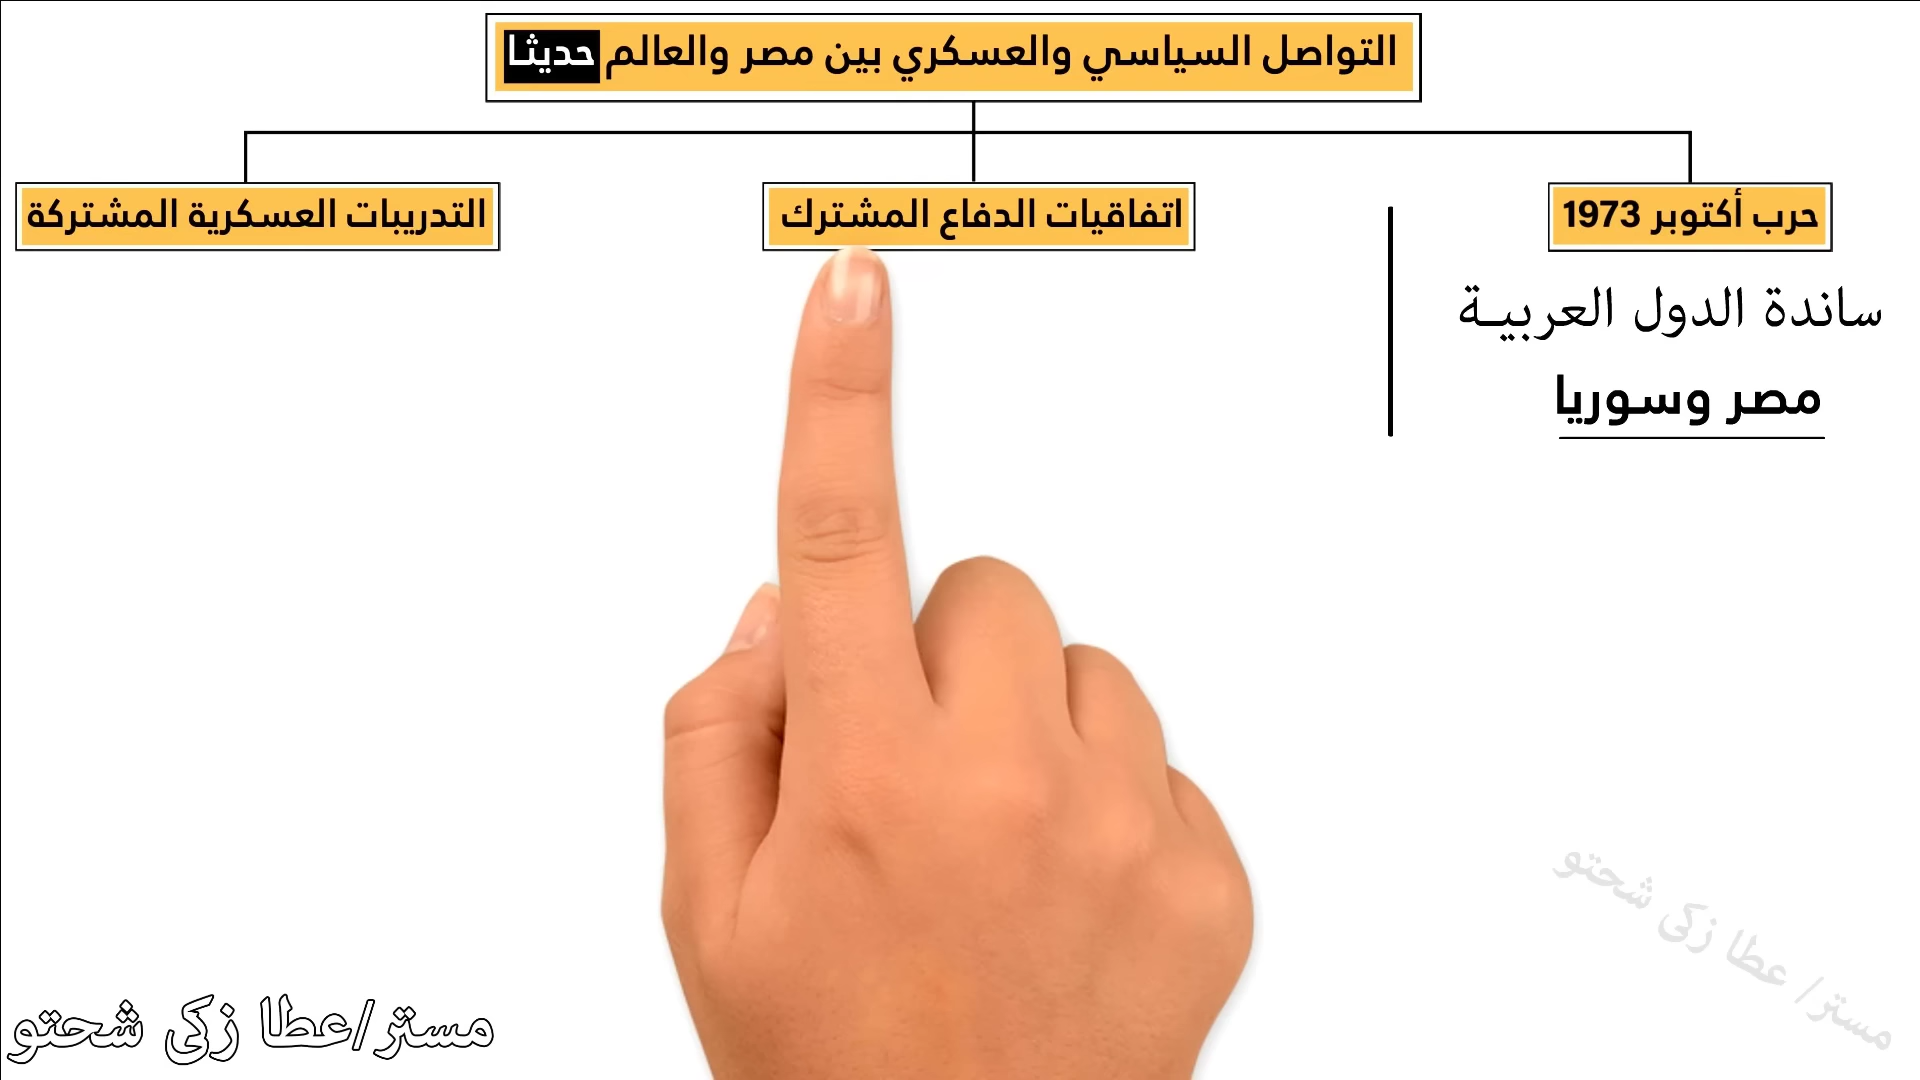 التواصل السياسي والعسكري بين مصر والعالم حديثـا
حرب أكتوبر 1973
اتفاقيات الدفاع المشترك
التدريبات العسكرية المشتركة
ساندة الدول العربيـة
مصر وسوريا
مستر/ عطا زكى شحتو
مستر/عطا زكى شحتو